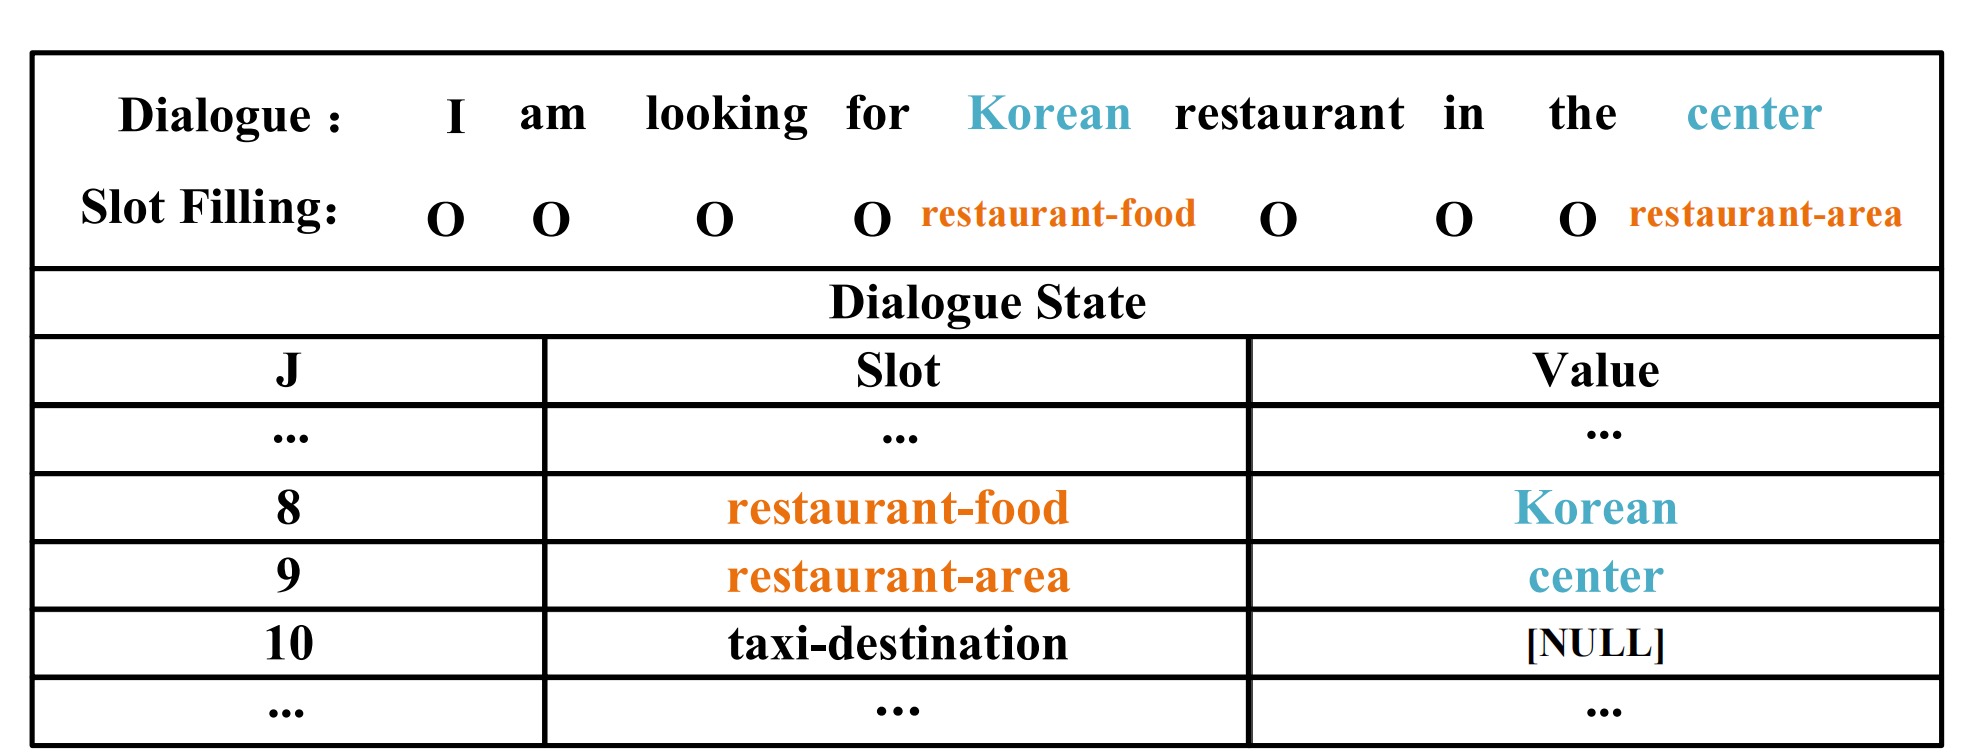 Dialogue： I am looking for Korean restaurant in the center
Slot Filling： O O O O restaurant-food O O O restaurant-area
Dialogue State
J Slot Value
... ... ...
8 restaurant-food Korean
9 restaurant-area center
10 taxi-destination [NULL]
... ... ...